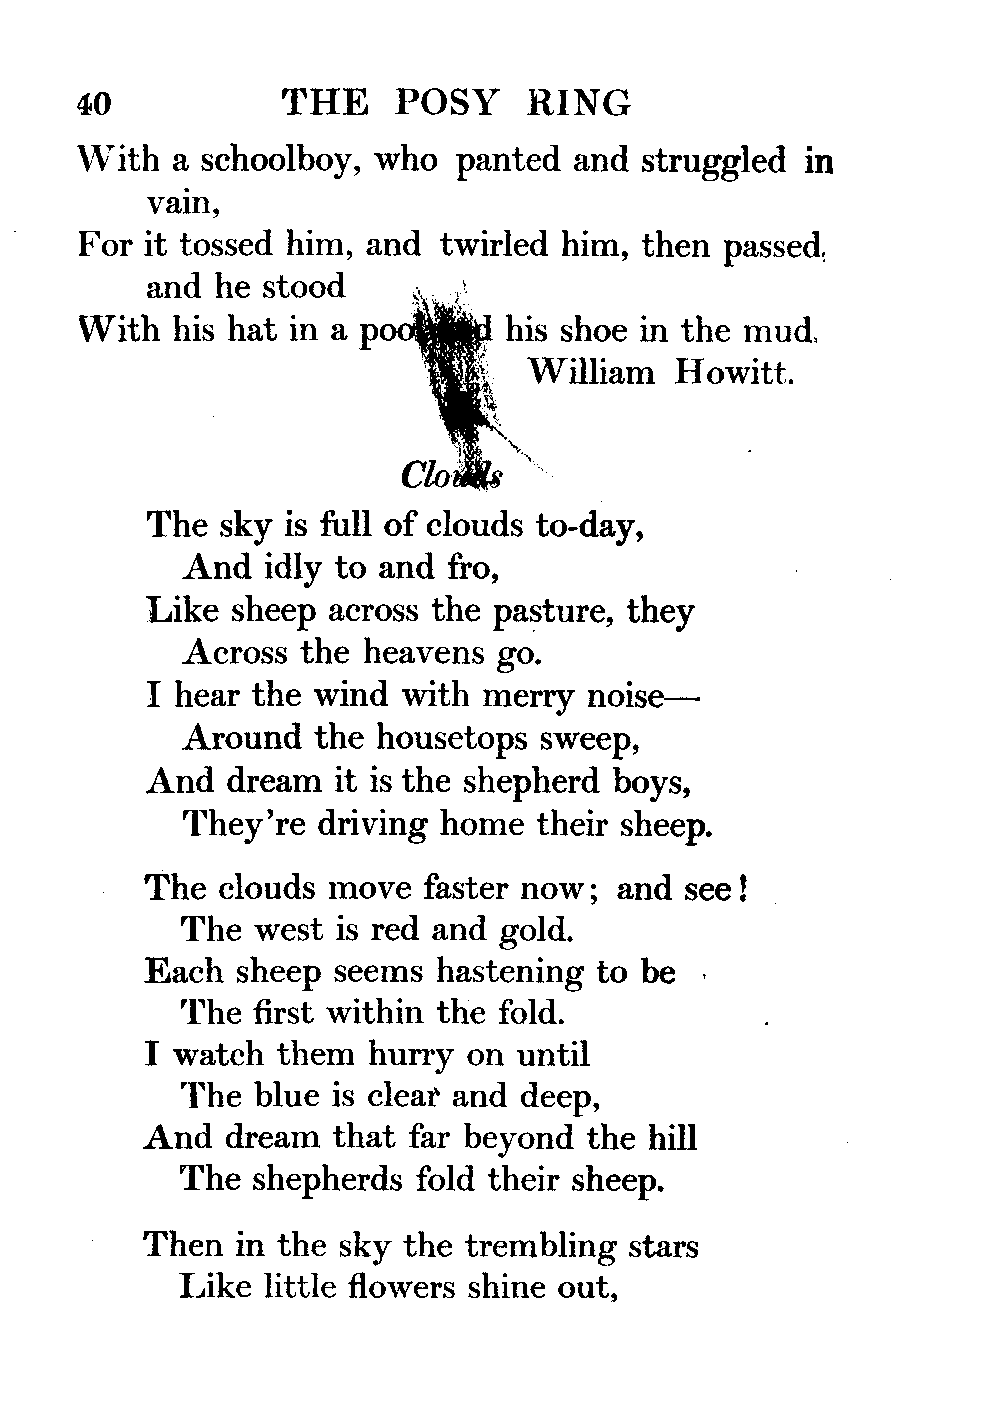 40 THE POSY RING
With a schoolboy, who panted and struggled in
vain,
For it tossed him, and twirled him, then passed,
and he stood
With his hat in a pool and his shoe in the mud.
William Howitt.
Clouds
The sky is full of clouds to-day,
And idly to and fro,
Like sheep across the pasture, they
Across the heavens go.
I hear the wind with merry noise—
Around the housetops sweep,
And dream it is the shepherd boys,
They're driving home their sheep.
The clouds move faster now; and see!
The west is red and gold.
Each sheep seems hastening to be
The first within the fold.
I watch them hurry on until
The blue is clear and deep,
And dream that far beyond the hill
The shepherds fold their sheep.
Then in the sky the trembling stars
Like little flowers shine out,